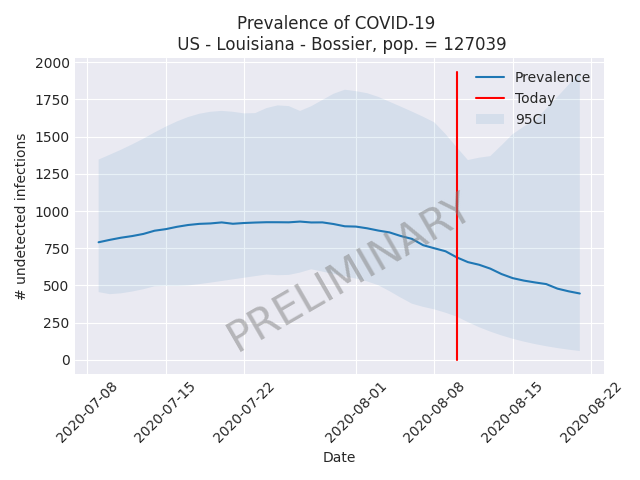 Prevalence of COVID-19
US - Louisiana - Bossier, pop. = 127039
# undetected infections
2000
1750
1500
1250
1000
750
500
250
0
Prevalence
Today
95CI
PRELIMINARY
2020-07-08
2020-07-15
2020-07-22
2020-08-01
2020-08-08
2020-08-15
2020-08-22
Date